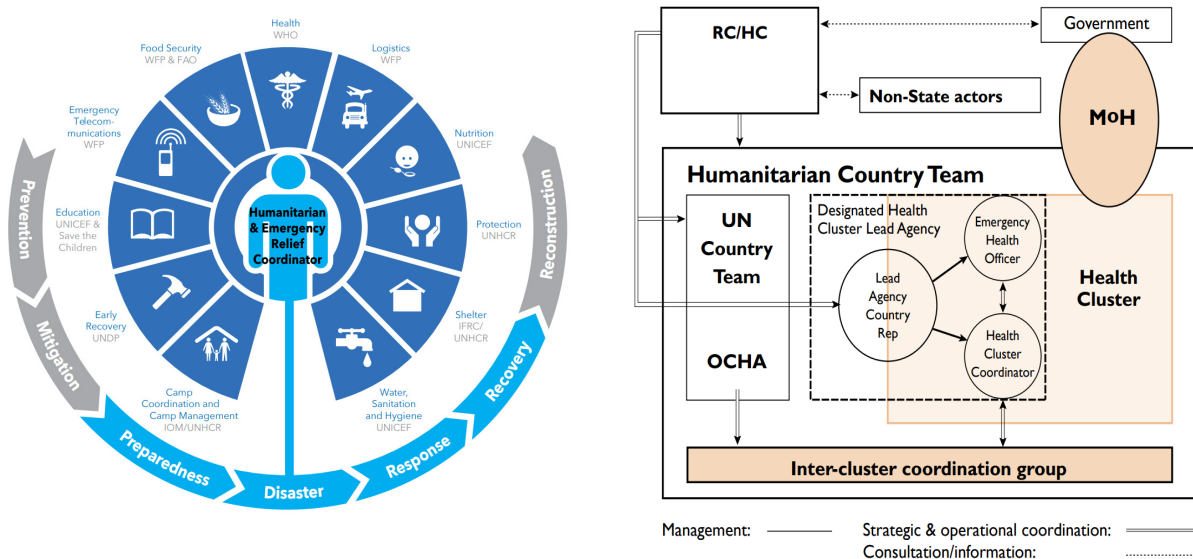 Health
WHO
Logistics
WFP
Nutrition
UNICEF
Protection
UNHCR
Shelter
IFRC/
UNHCR
Water,
Sanitation
and Hygiene
UNICEF
Camp
Coordination and
Camp Management
IOM/UNHCR
Early
Recovery
UNDP
Education
UNICEF &
Save the
Children
Emergency
Telecom-
munications
WFP
Food Security
WFP & FAO
Humanitarian
& Emergency
Relief
Coordinator
Prevention
Mitigation
Preparedness
Disaster
Response
Recovery
Reconstruction
RC/HC
Government
Non-State actors
MoH
Humanitarian Country Team
UN
Country
Team
OCHA
Designated Health
Cluster Lead Agency
Emergency
Health
Officer
Lead
Agency
Country
Rep
Health
Cluster
Coordinator
Health
Cluster
Inter-cluster coordination group
Management:
Strategic & operational coordination:
Consultation/information: